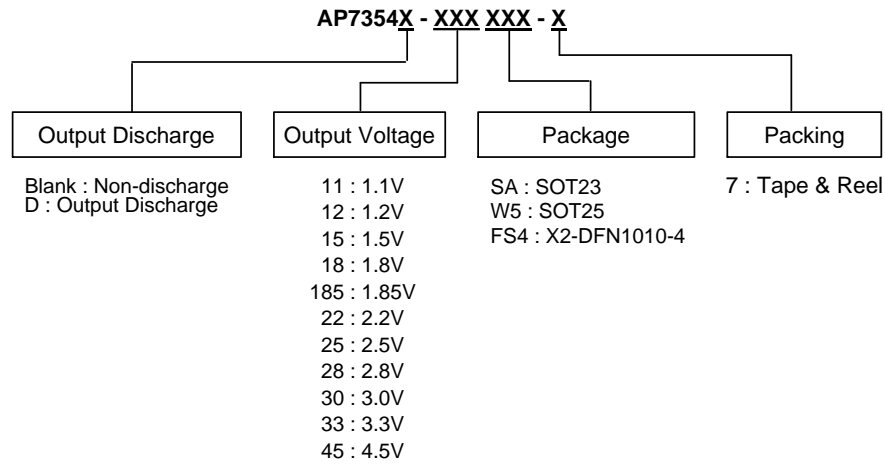 AP7354X - XXX XXX - X
Output Discharge
Blank : Non-discharge
D : Output Discharge
Output Voltage
11 : 1.1V
12 : 1.2V
15 : 1.5V
18 : 1.8V
185 : 1.85V
22 : 2.2V
25 : 2.5V
28 : 2.8V
30 : 3.0V
33 : 3.3V
45 : 4.5V
Package
SA : SOT23
W5 : SOT25
FS4 : X2-DFN1010-4
Packing
7 : Tape & Reel